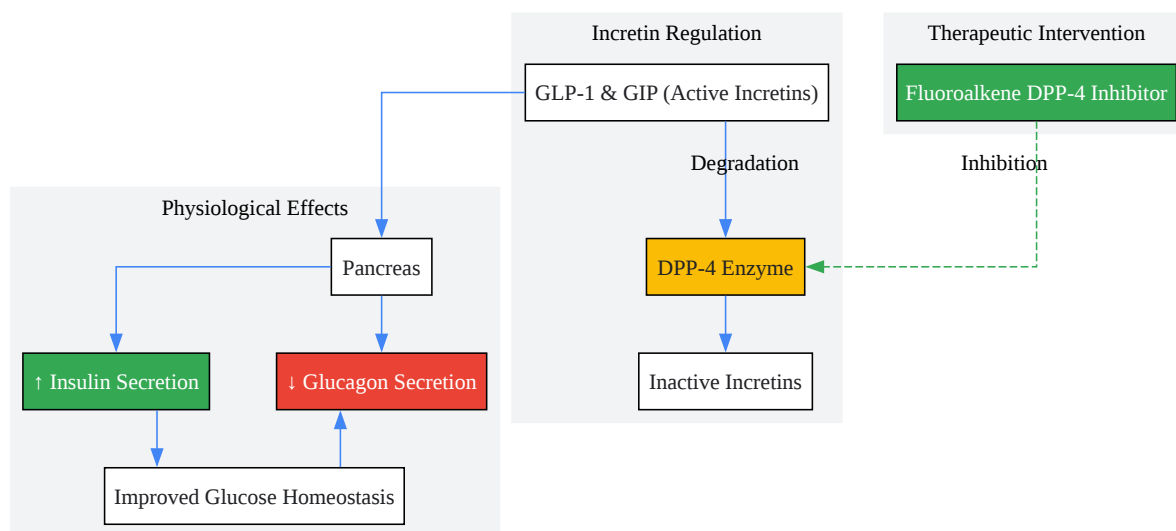 Incretin Regulation
Therapeutic Intervention
GLP-1 & GIP (Active Incretins)
Fluoroalkene DPP-4 Inhibitor
Degradation
Inhibition
Physiological Effects
Pancreas
DPP-4 Enzyme
↑ Insulin Secretion
↓ Glucagon Secretion
Inactive Incretins
Improved Glucose Homeostasis